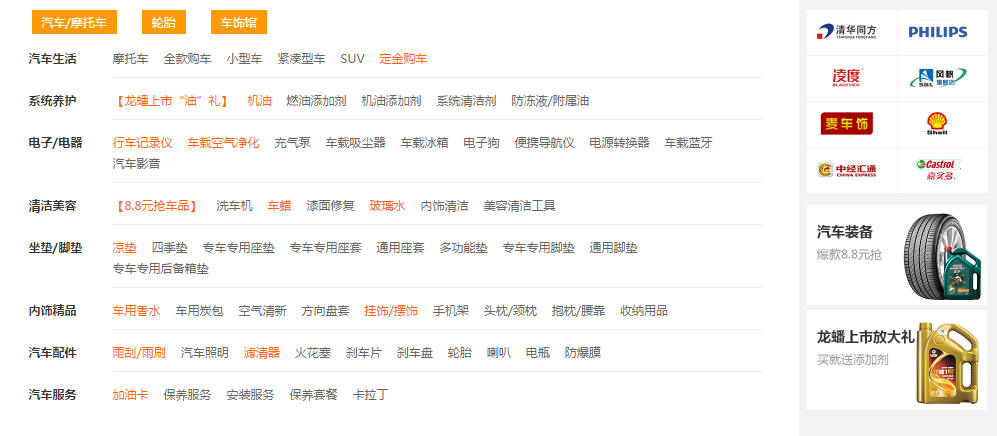 汽车/摩托车 轮胎 车饰馆
汽车生活 摩托车 全款购车 小型车 紧凑型车 SUV 定金购车
系统养护 【龙蟠上市“油”礼】 机油 燃油添加剂 机油添加剂 系统清洁剂 防冻液/附属油
电子/电器 行车记录仪 车载空气净化 充气泵 车载吸尘器 车载冰箱 电子狗 便携导航仪 电源转换器 车载蓝牙
汽车影音
清洁美容 【8.8元抢车品】 洗车机 车蜡 漆面修复 玻璃水 内饰清洁 美容清洁工具
坐垫/脚垫 凉垫 四季垫 专车专用座垫 专车专用座套 通用座套 多功能垫 专车专用脚垫 通用脚垫
专车专用后备箱垫
内饰精品 车用香水 车用炭包 空气清新 方向盘套 挂饰/摆饰 手机架 头枕/颈枕 抱枕/腰靠 收纳用品
汽车配件 雨刮/雨刷 汽车照明 滤清器 火花塞 刹车片 刹车盘 轮胎 喇叭 电瓶 防爆膜
汽车服务 加油卡 保养服务 安装服务 保养套餐 卡拉丁
清华同方
TSINGHUA TONGFANG
PHILIPS
凌度
BLACKVIEW
SAIL 风帆
旗舰店
麦车饰
Shell
中经汇通
CHINA EXPRESS
Castrol
嘉实多
汽车装备
爆款8.8元抢
龙蟠上市放大礼
买就送添加剂